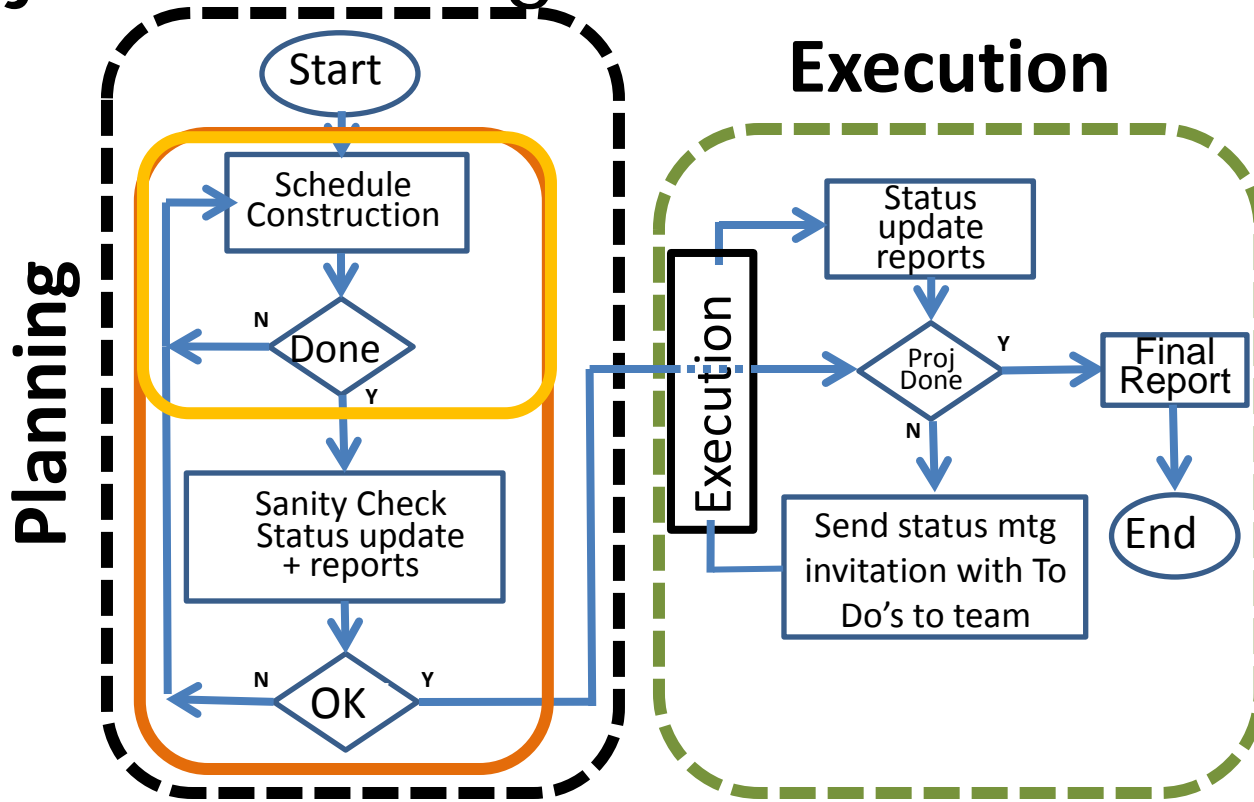 Planning
Start
Schedule
Construction
N
Done
Y
Sanity Check
Status update
+ reports
N
OK
Y
Execution
Execution
Status
update
reports
Proj
Done
Y
N
Final
Report
Send status mtg
invitation with To
Do’s to team
End